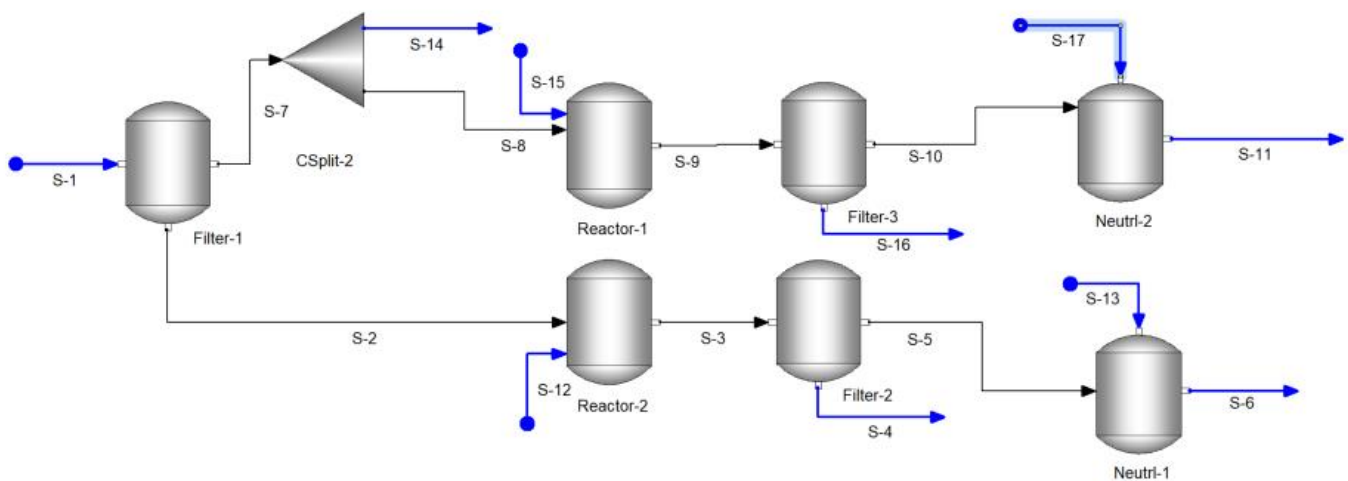 S-14
S-17
S-15
S-7
S-8
CSplit-2
S-9
S-10
S-11
S-1
Filter-1
Reactor-1
Filter-3
S-16
Neutrl-2
S-13
S-2
S-3
S-5
S-12
Reactor-2
Filter-2
S-4
S-6
Neutrl-1